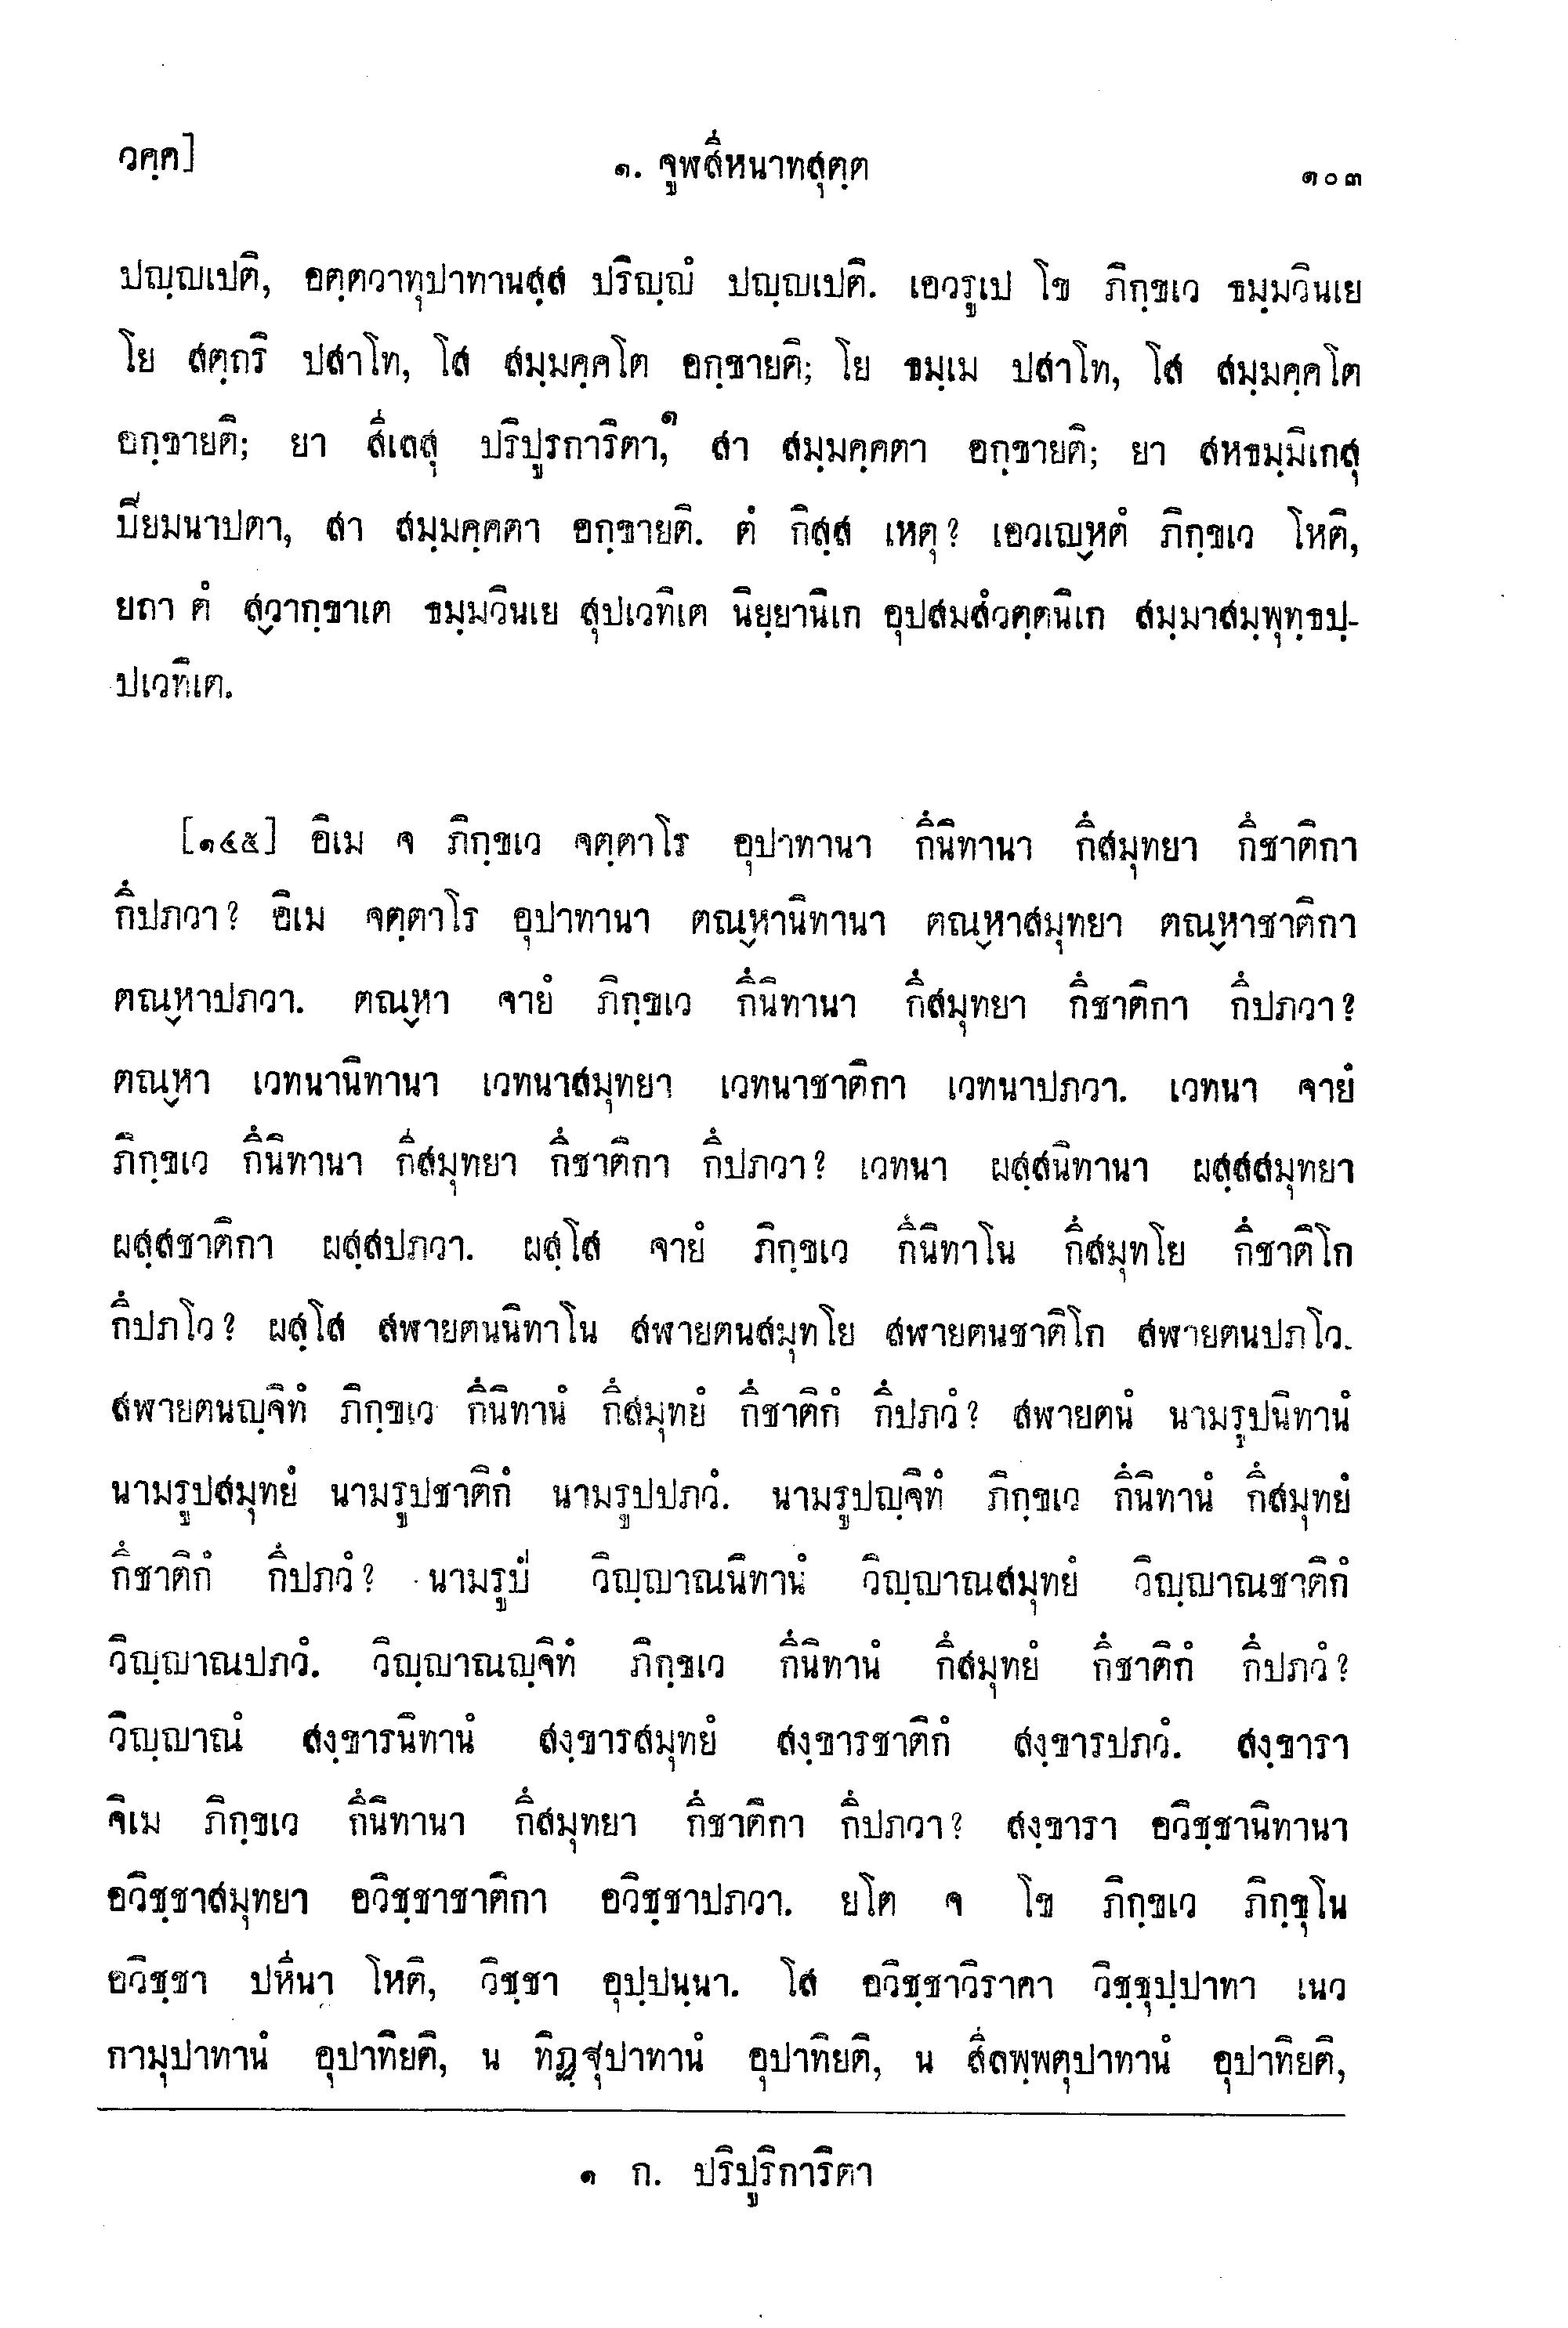 วคฺค]
๑. จูฬสีหนาทสุตฺต
๑๐๓
ปญฺญเปติ, อตฺตวาทุปาทานสฺส ปริญฺญํ ปญฺญเปติ. เอวรูเป โข ภิกฺขเว ธมฺมวินเย
โย สตฺถริ ปสาโท, โส สมฺมคฺคโต อกฺขายติ; โย ธมฺเม ปสาโท, โส สมฺมคฺคโต
อกฺขายติ; ยา สีเลสุ ปริปูรการิตา,๑ สา สมฺมคฺคตา อกฺขายติ; ยา สหธมฺมิเกสุ
ปิยมนาปตา, สา สมฺมคฺคตา อกฺขายติ. ตํ กิสฺส เหตุ? เอวเญฺหตํ ภิกฺขเว โหติ,
ยถา ตํ สฺวากฺขาเต ธมฺมวินเย สุปเวทิเต นิยฺยานิเก อุปสมสํวตฺตนิเก สมฺมาสมฺพุทฺธปฺ-
ปเวทิเต.
[๑๔๕] อิเม จ ภิกฺขเว จตฺตาโร อุปาทานา กึนิทานา กึสมุทยา กึชาติกา
กึปภวา? อิเม จตฺตาโร อุปาทานา ตณฺหานิทานา ตณฺหาสมุทยา ตณฺหาชาติกา
ตณฺหาปภวา. ตณฺหา จายํ ภิกฺขเว กึนิทานา กึสมุทยา กึชาติกา กึปภวา?
ตณฺหา เวทนานิทานา เวทนาสมุทยา เวทนาชาติกา เวทนาปภวา. เวทนา จายํ
ภิกฺขเว กึนิทานา กึสมุทยา กึชาติกา กึปภวา? เวทนา ผสฺสนิทานา ผสฺสสมุทยา
ผสฺสชาติกา ผสฺสปภวา. ผสฺโส จายํ ภิกฺขเว กึนิทาโน กึสมุทโย กึชาติโก
กึปภโว? ผสฺโส สฬายตนนิทาโน สฬายตนสมุทโย สฬายตนชาติโก สฬายตนปภโว.
สฬายตนญฺจิทํ ภิกฺขเว กึนิทานํ กึสมุทยํ กึชาติกํ กึปภวํ? สฬายตนํ นามรูปนิทานํ
นามรูปสมุทยํ นามรูปชาติกํ นามรูปปภวํ. นามรูปญฺจิทํ ภิกฺขเว กึนิทานํ กึสมุทยํ
กึชาติกํ กึปภวํ? นามรูปํ วิญฺญาณนิทานํ วิญฺญาณสมุทยํ วิญฺญาณชาติกํ
วิญฺญาณปภวํ. วิญฺญาณญฺจิทํ ภิกฺขเว กึนิทานํ กึสมุทยํ กึชาติกํ กึปภวํ?
วิญฺญาณํ สงฺขารนิทานํ สงฺขารสมุทยํ สงฺขารชาติกํ สงฺขารปภวํ. สงฺขารา
จิเม ภิกฺขเว กึนิทานา กึสมุทยา กึชาติกา กึปภวา? สงฺขารา อวิชฺชานิทานา
อวิชฺชาสมุทยา อวิชฺชาชาติกา อวิชฺชาปภวา. ยโต จ โข ภิกฺขเว ภิกฺขุโน
อวิชฺชา ปหีนา โหติ, วิชฺชา อุปฺปนฺนา. โส อวิชฺชาวิราคา วิชฺชุปฺปาทา เนว
กามุปาทานํ อุปาทิยติ, น ทิฏฺฐุปาทานํ อุปาทิยติ, น สีลพฺพตุปาทานํ อุปาทิยติ,
๑ ก. ปริปูริการิตา